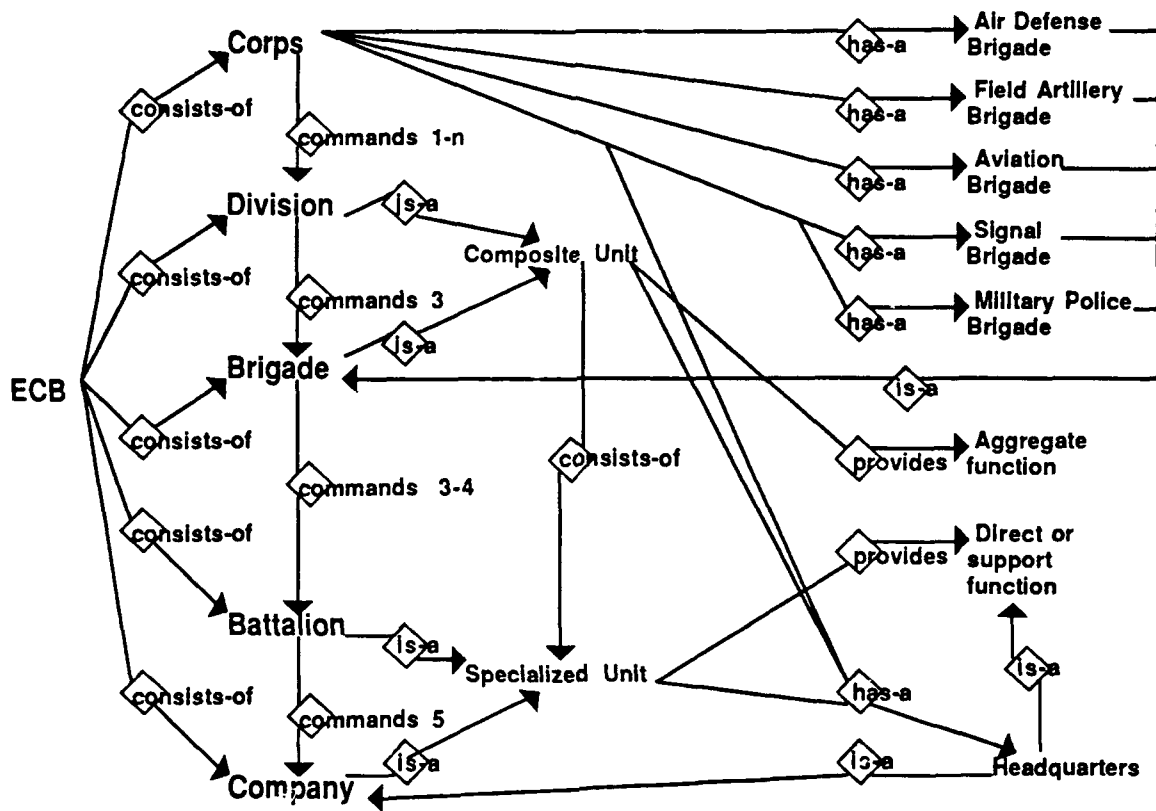 Corps
has-a
Air Defense
Brigade
consists-of
has-a
Field Artillery
Brigade
commands 1-n
has-a
Aviation
Brigade
Division
is-a
has-a
Signal
Brigade
Composite Unit
consists-of
commands 3
has-a
Military Police
Brigade
is-a
Brigade
ECB
is-a
consists-of
consists-of
provides
Aggregate
function
commands 3-4
consists-of
provides
Direct or
support
function
Battalion
is-a
Specialized Unit
is-a
consists-of
has-a
commands 5
is-a
is-a
Headquarters
Company